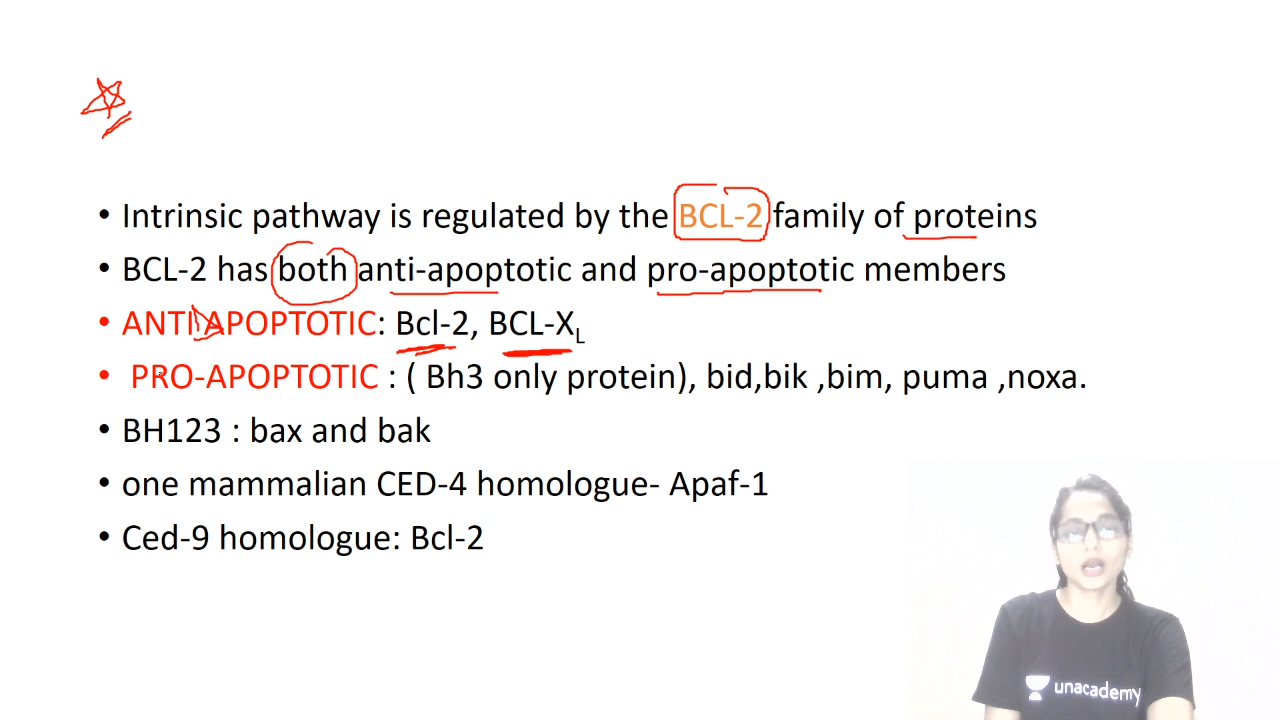 • Intrinsic pathway is regulated by the BCL-2 family of proteins
• BCL-2 has both anti-apoptotic and pro-apoptotic members
• ANTI-APOPTOTIC: Bcl-2, BCL-XL
• PRO-APOPTOTIC : ( Bh3 only protein), bid,bik ,bim, puma ,noxa.
• BH123 : bax and bak
• one mammalian CED-4 homologue- Apaf-1
• Ced-9 homologue: Bcl-2
unacademy